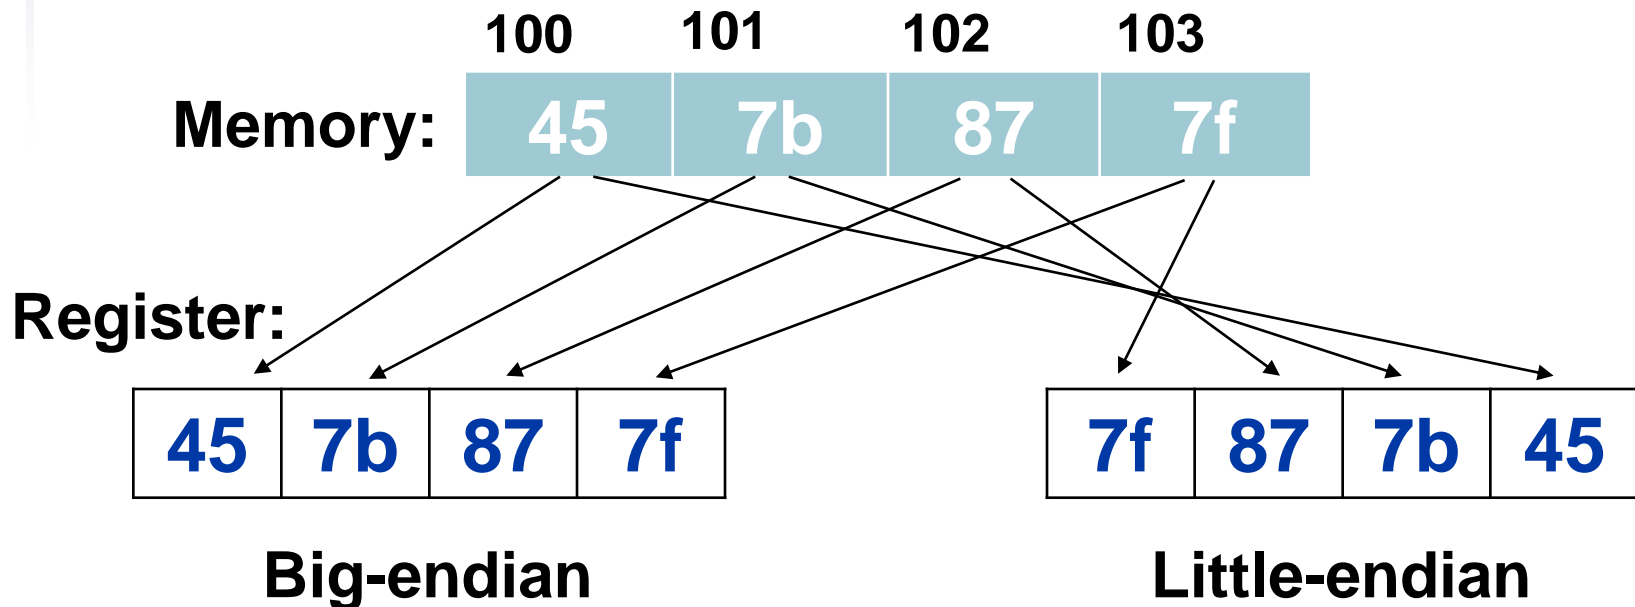 100 101 102 103
Memory: 45 7b 87 7f
Register:
45 7b 87 7f 7f 87 7b 45
Big-endian Little-endian